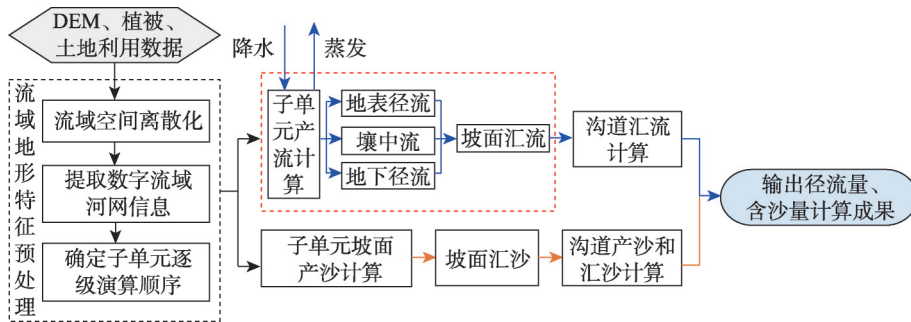 DEM、植被、
土地利用数据
流域地形特征预处理
流域空间离散化
提取数字流域
河网信息
确定子单元逐
级演算顺序
降水
蒸发
子单
元产
流计
算
地表径流
壤中流
地下径流
坡面汇流
沟道汇流
计算
子单元坡面
产沙计算
坡面汇沙
沟道产沙和
汇沙计算
输出径流量、
含沙量计算成果